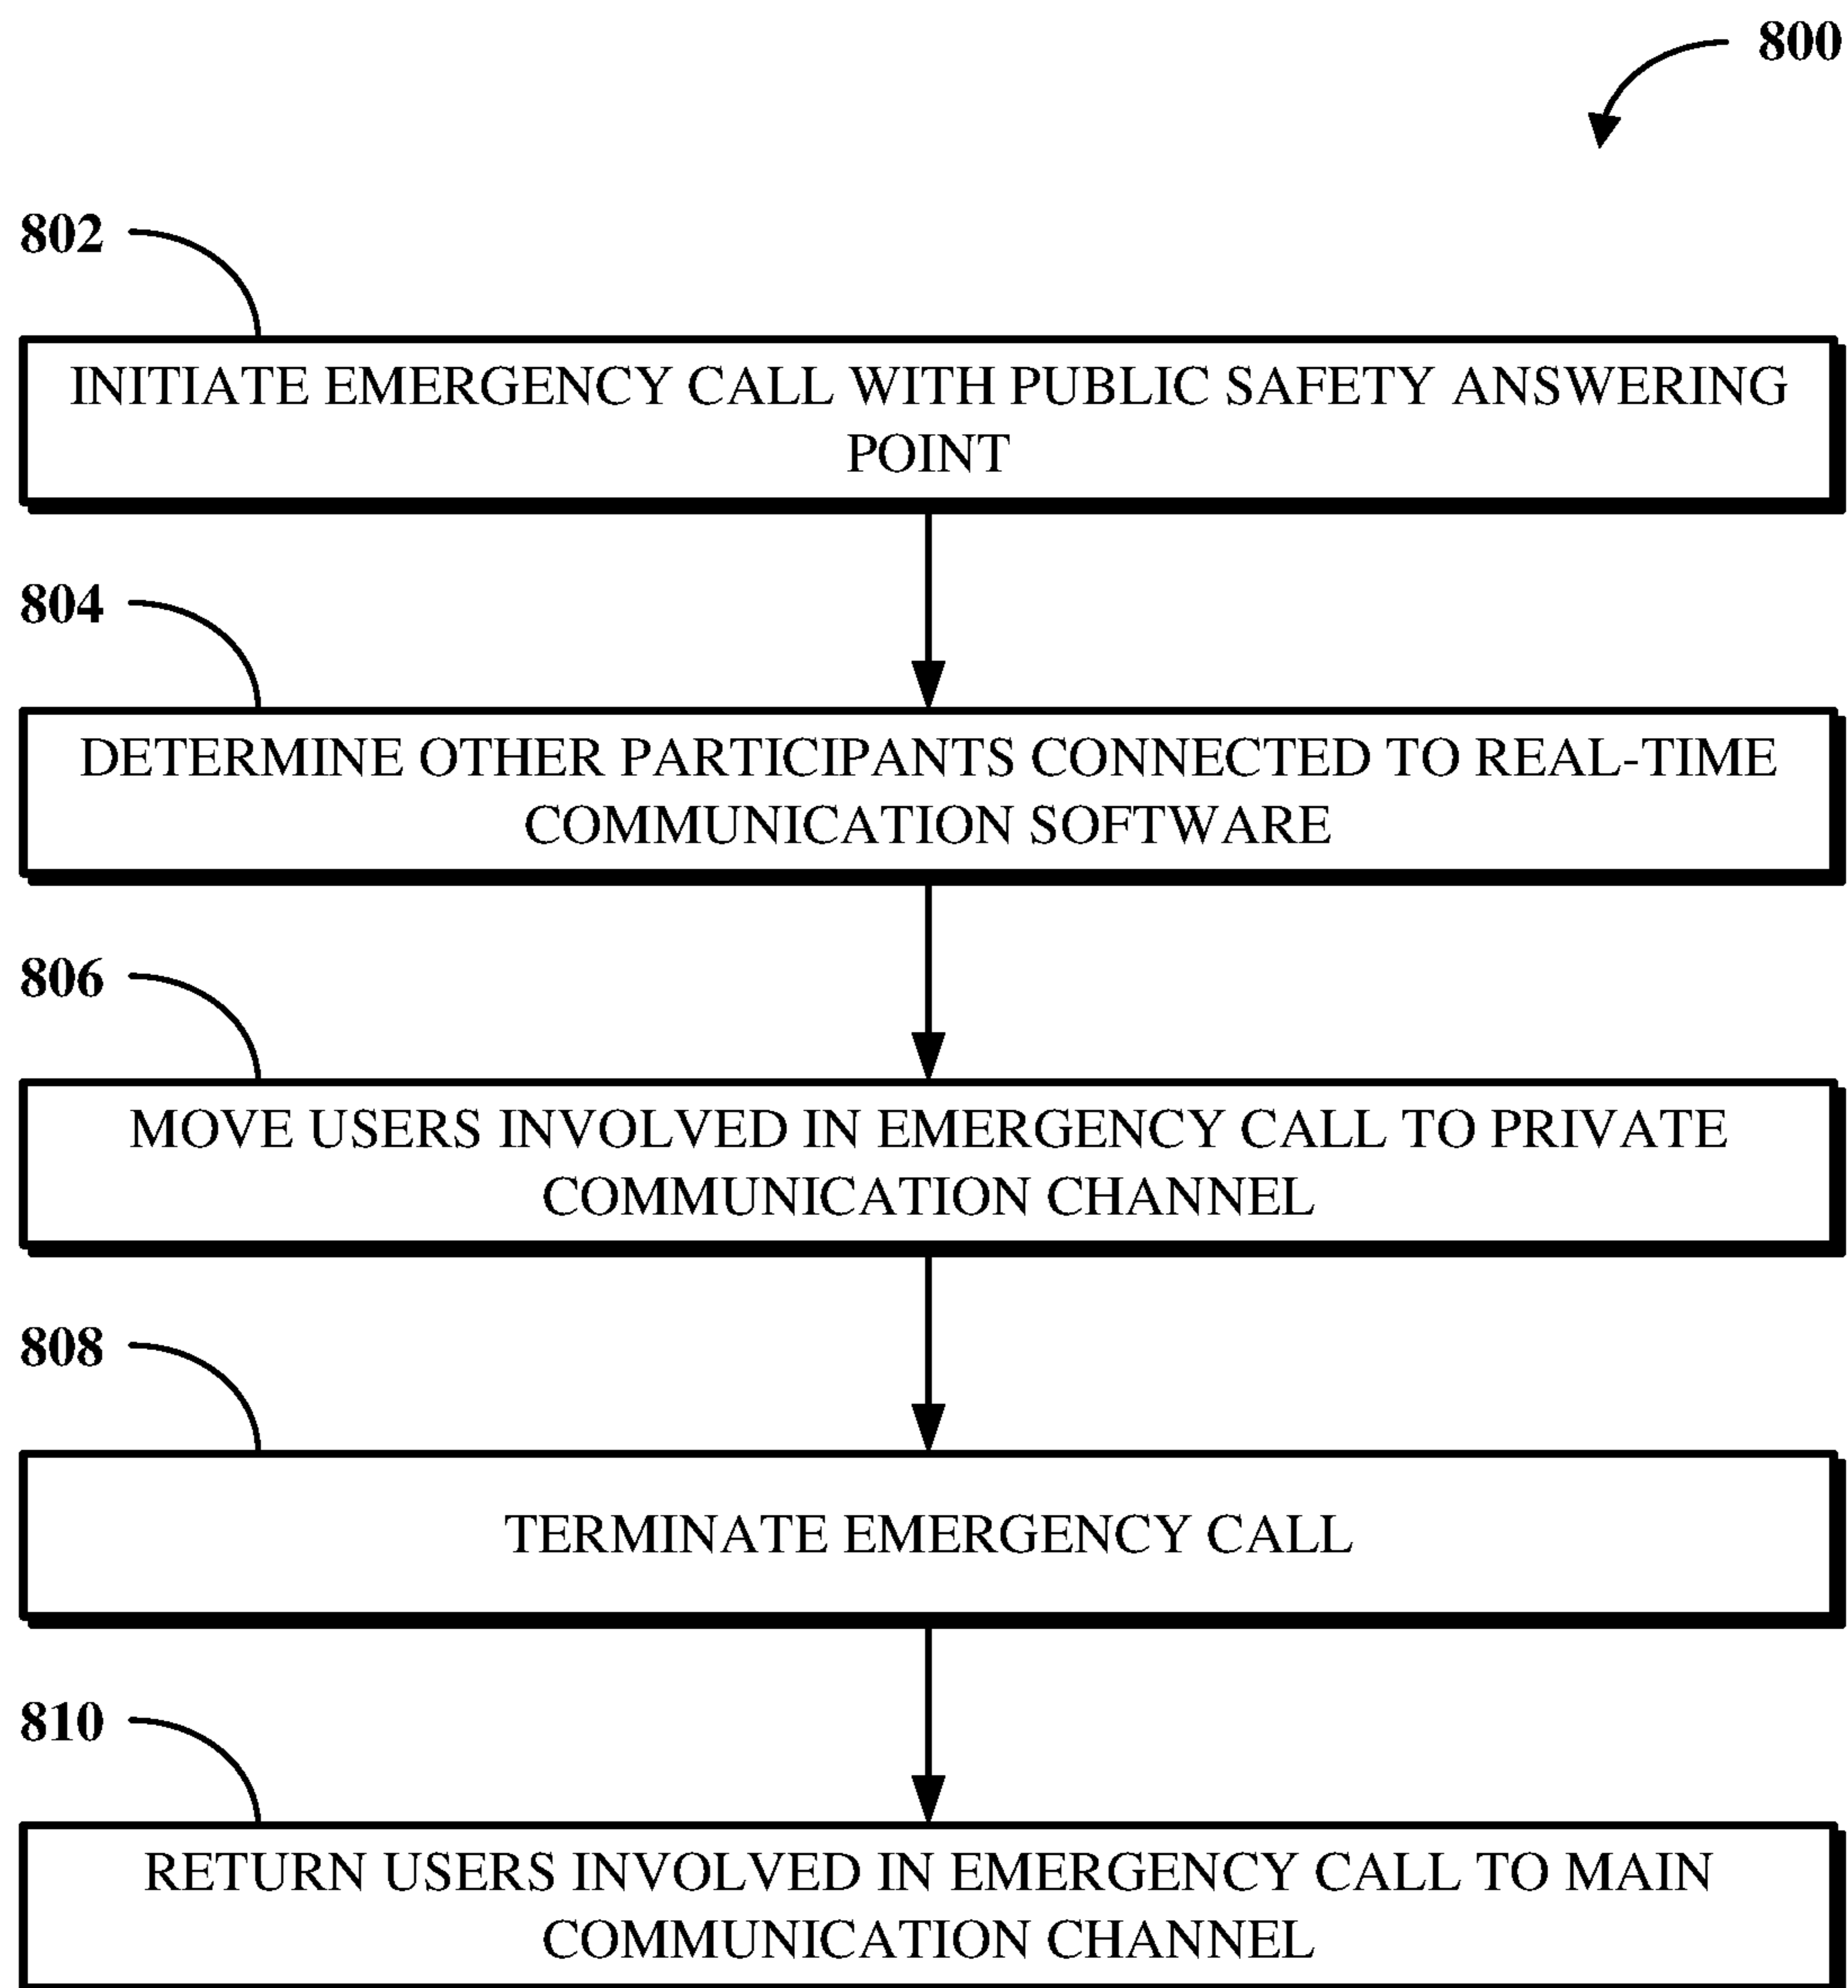 800
802
INITIATE EMERGENCY CALL WITH PUBLIC SAFETY ANSWERING
POINT
804
DETERMINE OTHER PARTICIPANTS CONNECTED TO REAL-TIME
COMMUNICATION SOFTWARE
806
MOVE USERS INVOLVED IN EMERGENCY CALL TO PRIVATE
COMMUNICATION CHANNEL
808
TERMINATE EMERGENCY CALL
810
RETURN USERS INVOLVED IN EMERGENCY CALL TO MAIN
COMMUNICATION CHANNEL